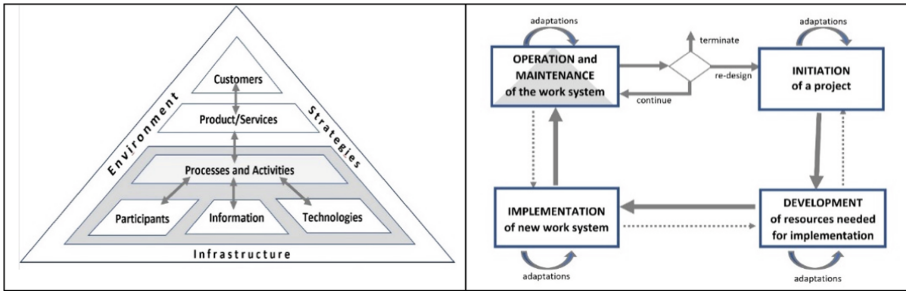 Customers
Product/Services
Environment
Strategies
Processes and Activities
Participants
Information
Technologies
Infrastructure
adaptations
OPERATION and
MAINTENANCE
of the work system
terminate
re-design
continue
adaptations
INITIATION
of a project
IMPLEMENTATION
of new work system
adaptations
DEVELOPMENT
of resources needed
for implementation
adaptations